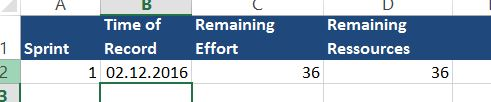 A B C D
1 Sprint Time of Record Remaining Effort Remaining Ressources
2 1 02.12.2016 36 36
3